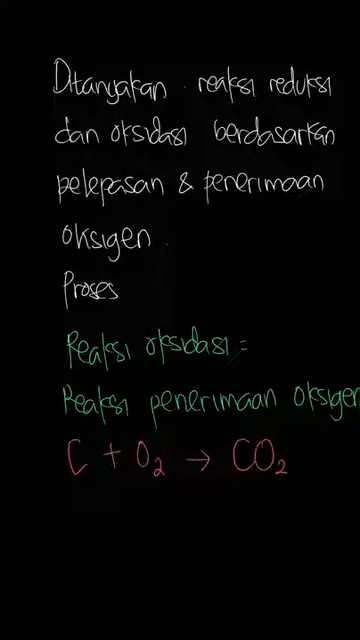 Ditanyakan reaksi reduksi
dan oksidasi berdasarkan
pelepasan & penerimaan
oksigen.
Proses
Reaksi oksidasi =
Reaksi penerimaan oksigen
C + O₂ → CO₂